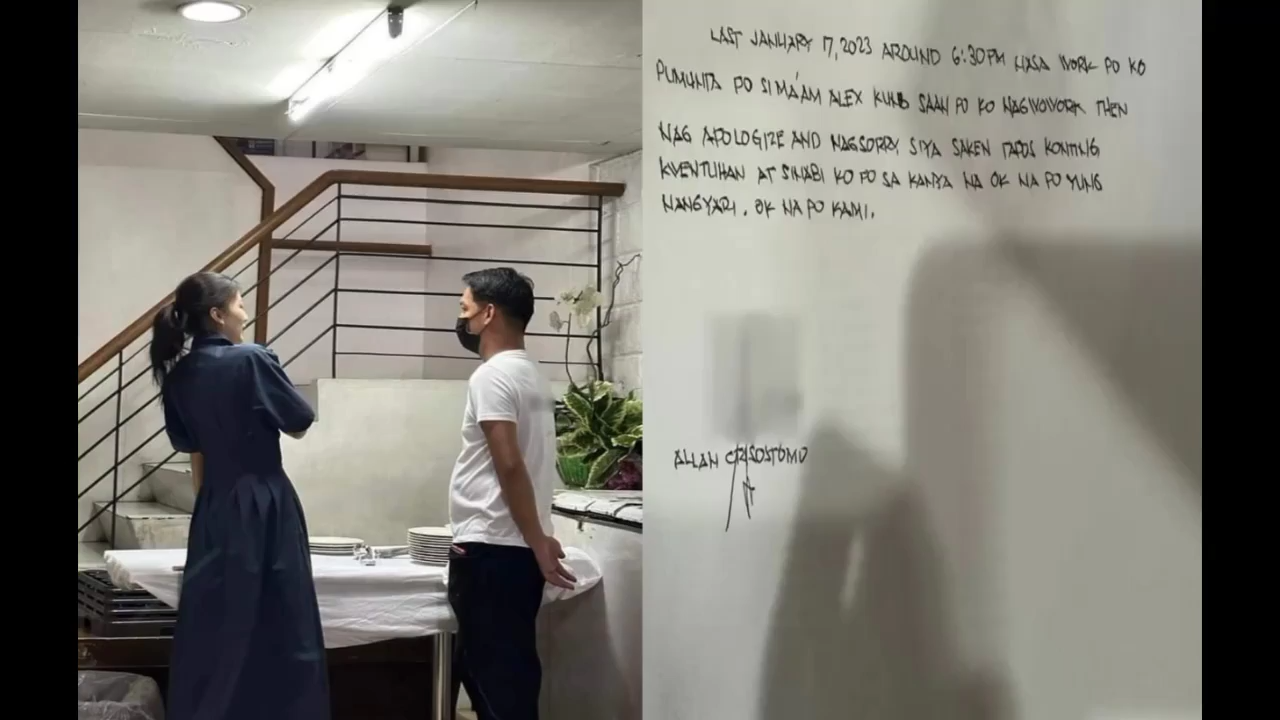 LAST JANUARY 7, 2023 AROUND 6:30PM NASA WORK PO KO
PUMUNTA PO SI MA'AM ALEX KUNG SAAN PO KO NAGWOWORK THEN
NAG APOLOGIZE AND NAGSORRY SIYA SAKEN TAPOS KONTING
KWENTUHAN AT SINABI KO PO SA KANYA NA OK NA PO YUNG
NANGYARI. OK NA PO KAMI.
ALLAN CRISOSTOMO